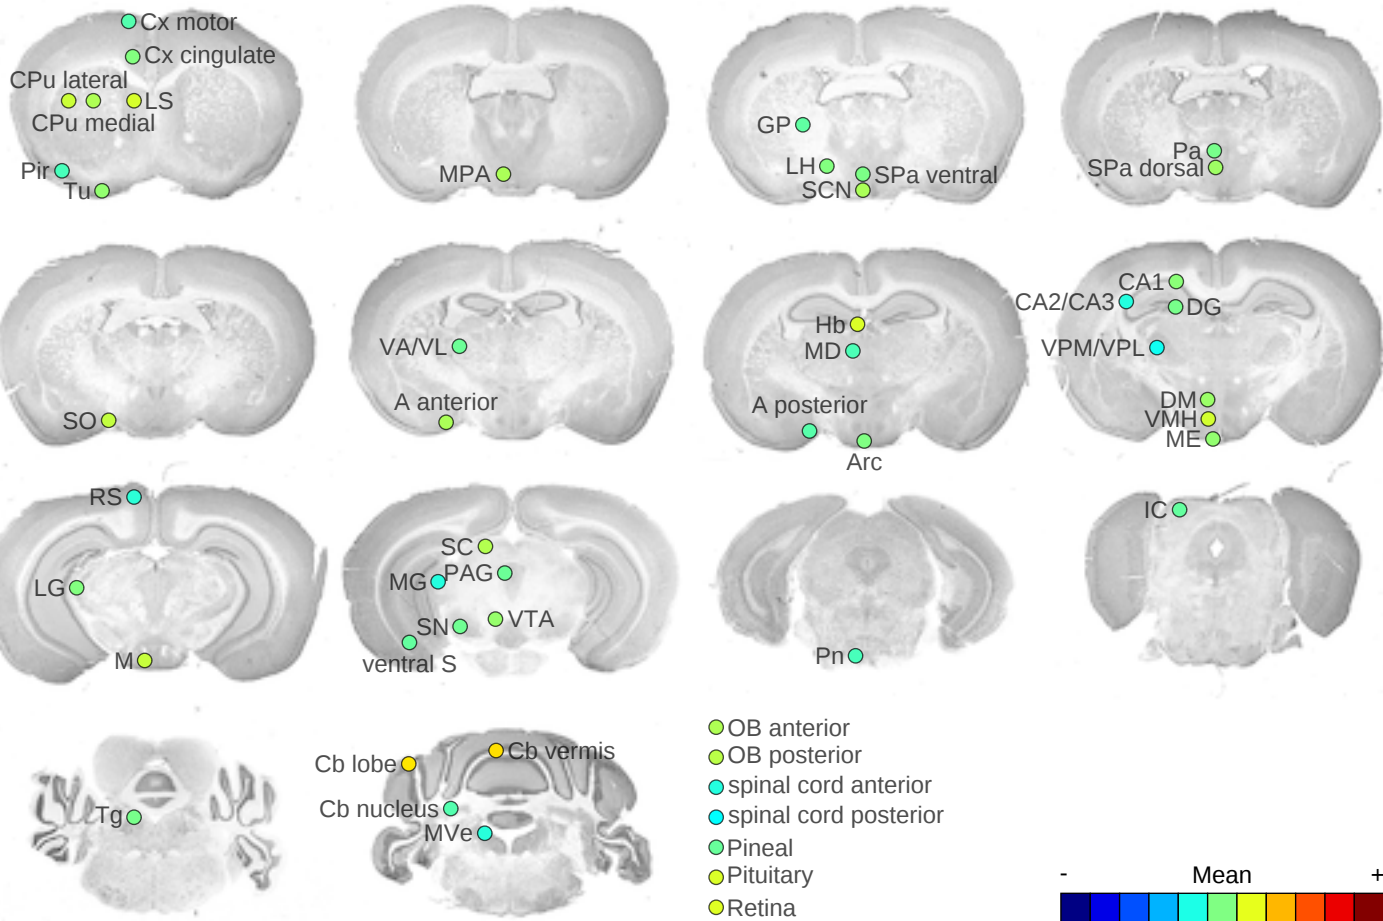 Cx motor
Cx cingulate
CPu lateral
LS
CPu medial
Pir
Tu
MPA
GP
LH
SPa ventral
SCN
Pa
SPa dorsal
SO
VA/VL
A anterior
Hb
MD
A posterior
Arc
CA1
CA2/CA3
DG
VPM/VPL
DM
VMH
ME
RS
LG
M
SC
MG
PAG
SN
VTA
ventral S
Pn
IC
Tg
Cb lobe
Cb vermis
Cb nucleus
MVe
OB anterior
OB posterior
spinal cord anterior
spinal cord posterior
Pineal
Pituitary
Retina
- Mean +